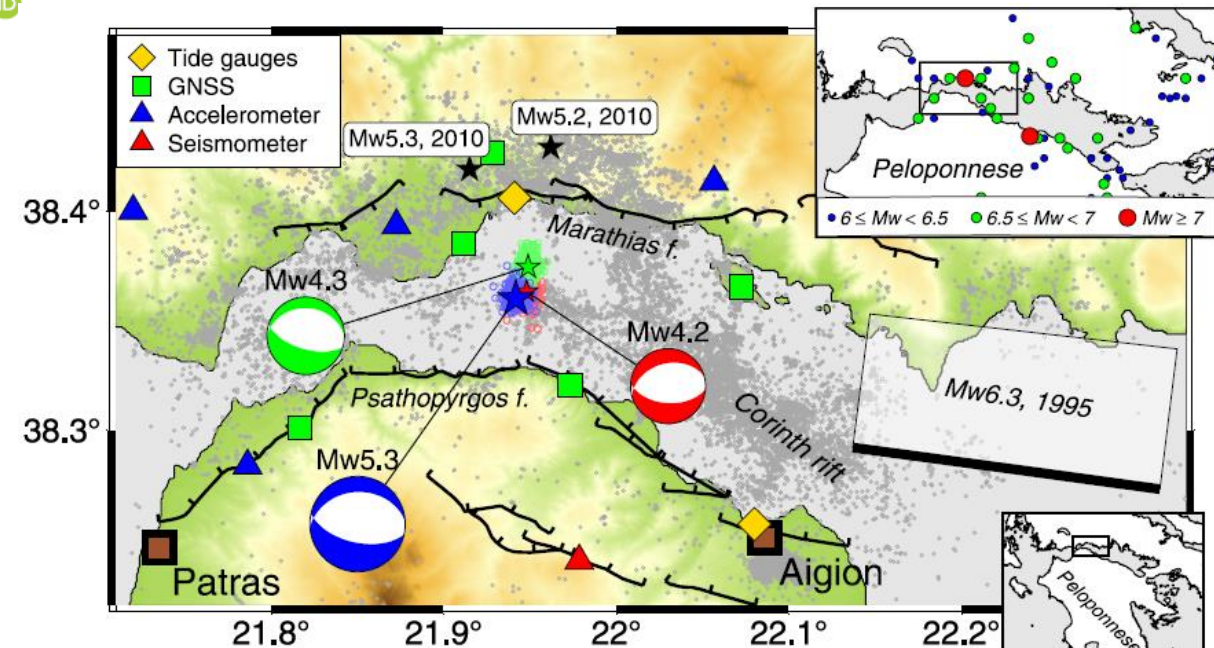 Tide gauges
GNSS
Accelerometer
Seismometer
Mw5.3, 2010
Mw5.2, 2010
Peloponnese
6 ≤ Mw < 6.5
6.5 ≤ Mw < 7
Mw ≥ 7
38.4°
Marathias f.
Mw4.3
Mw4.2
Mw6.3, 1995
Psathopyrgos f.
Corinth rift
38.3°
Mw5.3
Patras
Aigion
Peloponnese
21.8°
21.9°
22°
22.1°
22.2°